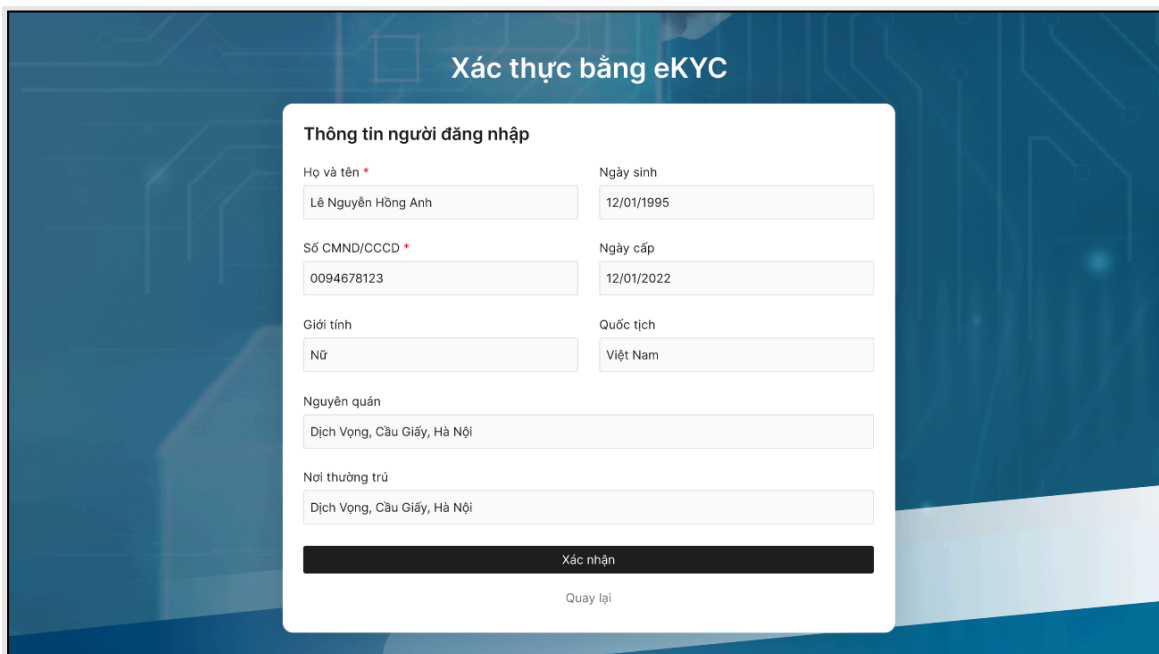 Xác thực bằng eKYC
Thông tin người đăng nhập
Họ và tên * Ngày sinh
Lê Nguyễn Hồng Anh 12/01/1995
Số CMND/CCCD * Ngày cấp
0094678123 12/01/2022
Giới tính Quốc tịch
Nữ Việt Nam
Nguyên quán
Dịch Vọng, Cầu Giấy, Hà Nội
Nơi thường trú
Dịch Vọng, Cầu Giấy, Hà Nội
Xác nhận
Quay lại